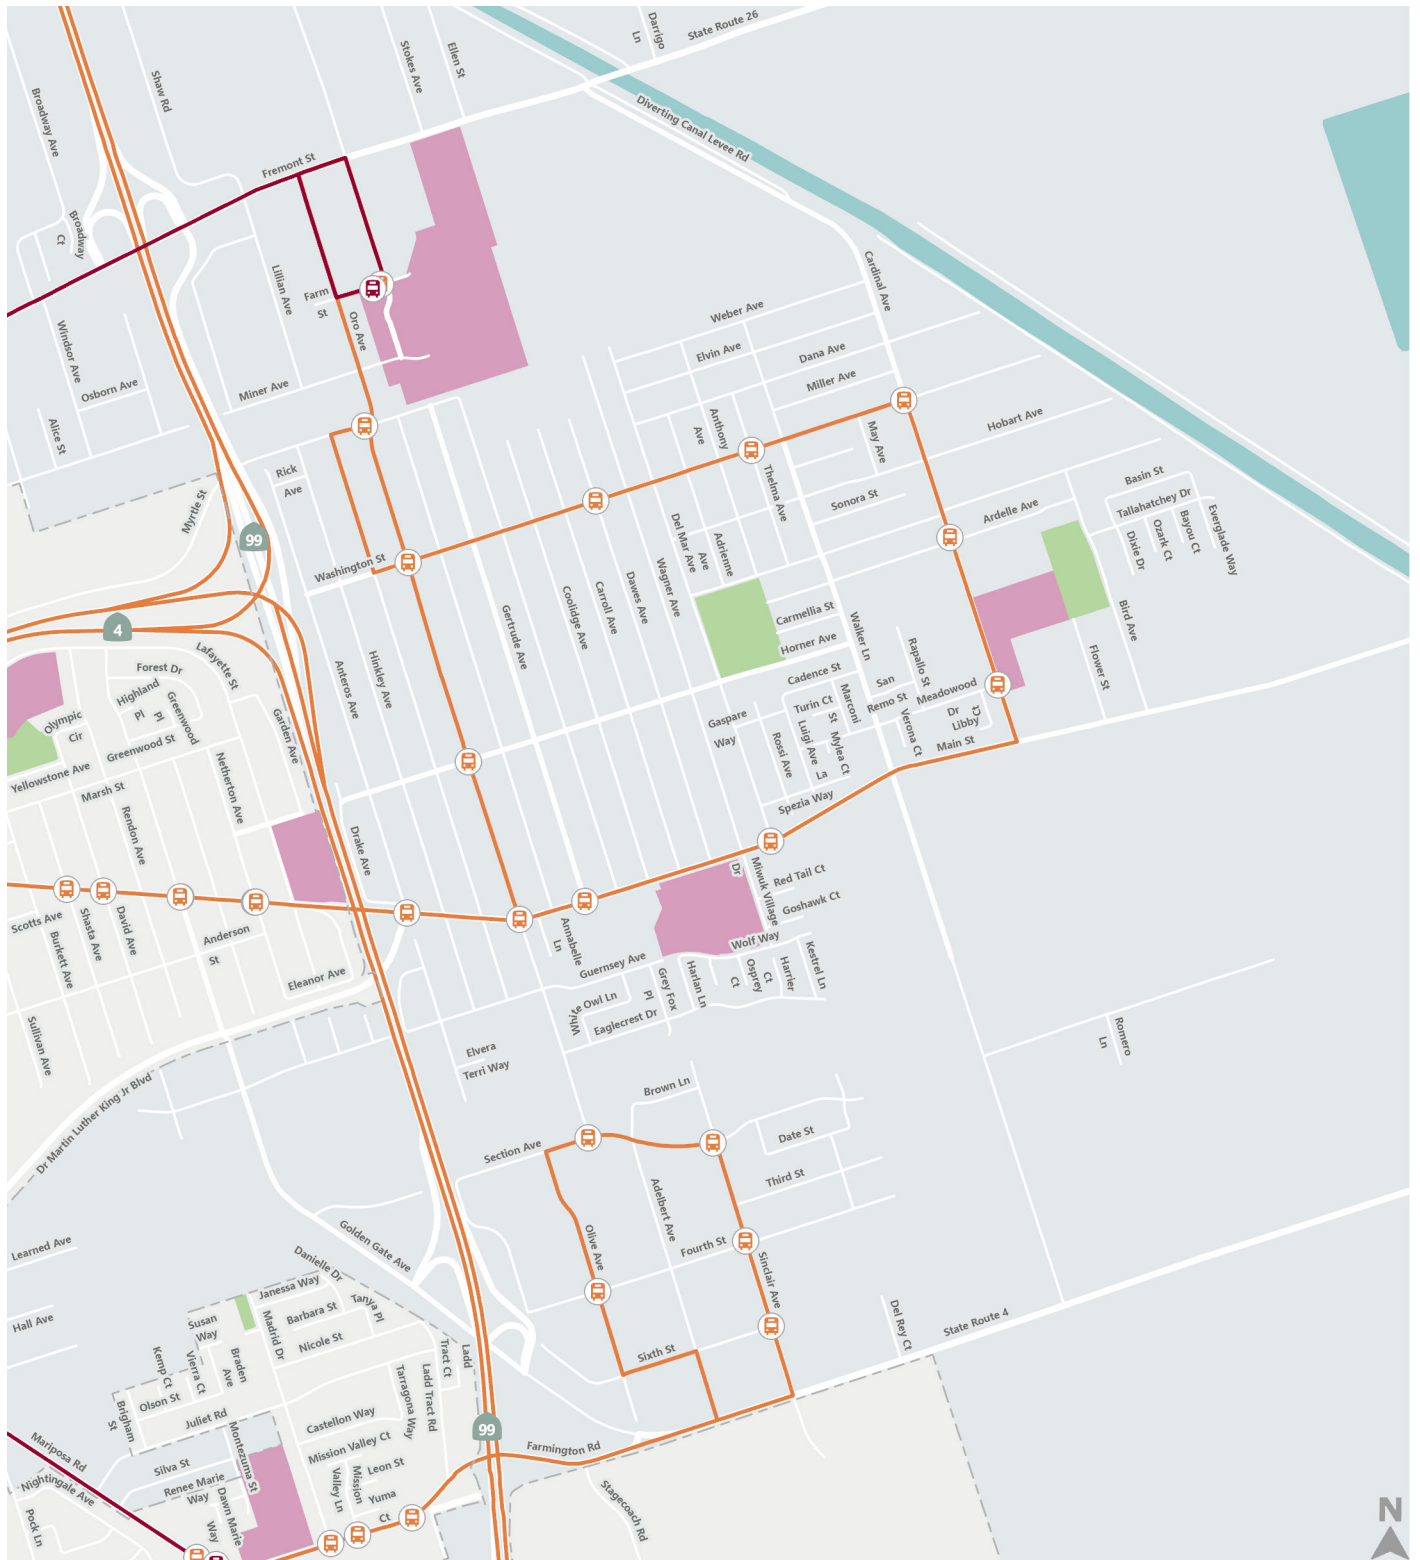 Darrigo
Ln
State Route 26
Stokes Ave
Ellen St
Shaw Rd
Broadway Ave
Diverting Canal Levee Rd
Fremont St
Broadway
Ct
Cardinal Ave
Lillian Ave
Farm
St
Oro Ave
Weber Ave
Windsor Ave
Elvin Ave
Dana Ave
Miller Ave
Osborn Ave
Miner Ave
Alice St
Anthony
Ave
May Ave
Hobart Ave
Rick
Ave
Thelma Ave
Basin St
Tallahatchey Dr
Myrtle St
Sonora St
Ardelle Ave
Everglade Way
Bayou Ct
Ozark Ct
Dixie Dr
99
Del Mar Ave
Adrienne
Ave
Washington St
Wagner Ave
Dawes Ave
Carroll Ave
Coolidge Ave
Gertrude Ave
Carmellia St
Horner Ave
Walker Ln
Bird Ave
4
Lafayette St
Forest Dr
Highland
Pl
Greenwood
Pl
Anteros Ave
Hinkley Ave
Cadence St
Rapallo St
San
Remo St
Meadowood
Dr
Flower St
Olympic
Cir
Garden Ave
Gaspare
Way
Turin Ct
Marconi
St
Luigi Ave
Mylea Ct
Rossi Ave
Verona Ct
Libby
Ct
Main St
Greenwood St
Yellowstone Ave
Netherton Ave
Marsh St
La
Spezia Way
Rendon Ave
Drake Ave
Miwuk Village
Dr
Red Tail Ct
Goshawk Ct
Scotts Ave
Shasta Ave
David Ave
Burkett Ave
Anderson
St
Annabelle
Ln
Wolf Way
Kestrel Ln
Guernsey Ave
Eleanor Ave
Grey Fox
Pl
Harlan Ln
Osprey
Ct
Harrier
Ct
White Owl Ln
Eaglecrest Dr
Sullivan Ave
Romero
Ln
Elvera
Terri Way
Dr Martin Luther King Jr Blvd
Brown Ln
Section Ave
Date St
Third St
Adelbert Ave
Learned Ave
Golden Gate Ave
Olive Ave
Fourth St
Sinclair Ave
Danielle Dr
Janessa Way
Hall Ave
Susan
Way
Barbara St
Tanya Pl
Madrid Dr
Nicole St
Del Rey Ct
State Route 4
Kemp Ct
Vierra Ct
Braden
Ave
Ladd
Tract Ct
Sixth St
Olson St
Brigham
St
Juliet Rd
Tarragona Way
Ladd Tract Rd
Castellon Way
99
Mariposa Rd
Montezuma St
Mission Valley Ct
Farmington Rd
Silva St
Leon St
Nightingale Ave
Renee Marie
Way
Mission
Valley Ln
Yuma
Ct
Stagecoach Rd
Pock Ln
Dawn Marie
Way
N